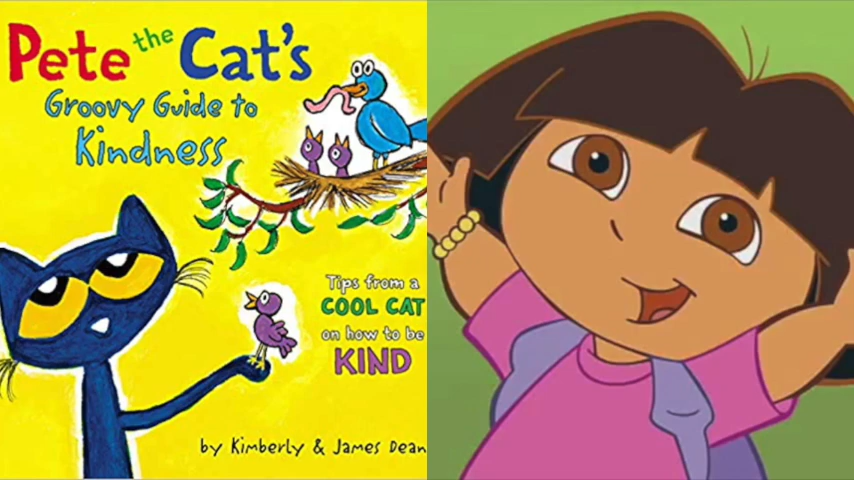 Pete the Cat's
Groovy Guide to
Kindness
Tips from a
COOL CAT
on how to be
KIND
by Kimberly & James Dean